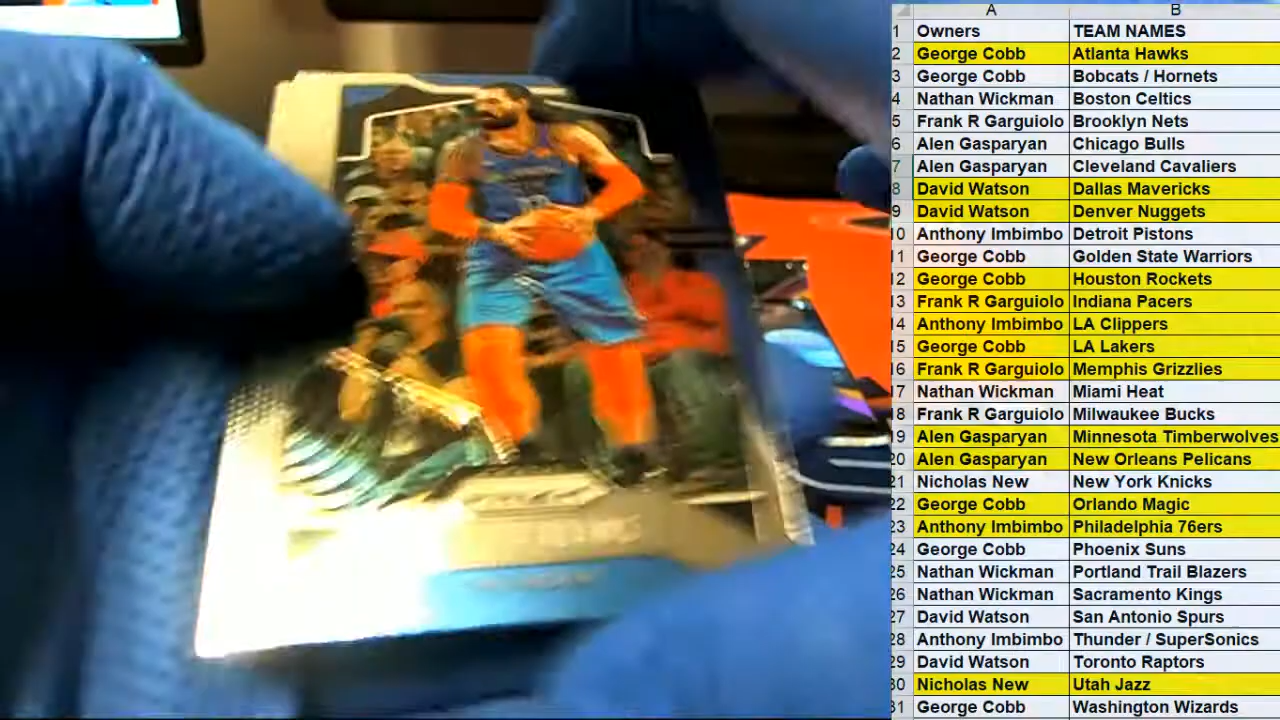 A B
1 Owners TEAM NAMES
2 George Cobb Atlanta Hawks
3 George Cobb Bobcats / Hornets
4 Nathan Wickman Boston Celtics
5 Frank R Garguiolo Brooklyn Nets
6 Alen Gasparyan Chicago Bulls
7 Alen Gasparyan Cleveland Cavaliers
8 David Watson Dallas Mavericks
9 David Watson Denver Nuggets
10 Anthony Imbimbo Detroit Pistons
11 George Cobb Golden State Warriors
12 George Cobb Houston Rockets
13 Frank R Garguiolo Indiana Pacers
14 Anthony Imbimbo LA Clippers
15 George Cobb LA Lakers
16 Frank R Garguiolo Memphis Grizzlies
17 Nathan Wickman Miami Heat
18 Frank R Garguiolo Milwaukee Bucks
19 Alen Gasparyan Minnesota Timberwolves
20 Alen Gasparyan New Orleans Pelicans
21 Nicholas New New York Knicks
22 George Cobb Orlando Magic
23 Anthony Imbimbo Philadelphia 76ers
24 George Cobb Phoenix Suns
25 Nathan Wickman Portland Trail Blazers
26 Nathan Wickman Sacramento Kings
27 David Watson San Antonio Spurs
28 Anthony Imbimbo Thunder / SuperSonics
29 David Watson Toronto Raptors
30 Nicholas New Utah Jazz
31 George Cobb Washington Wizards